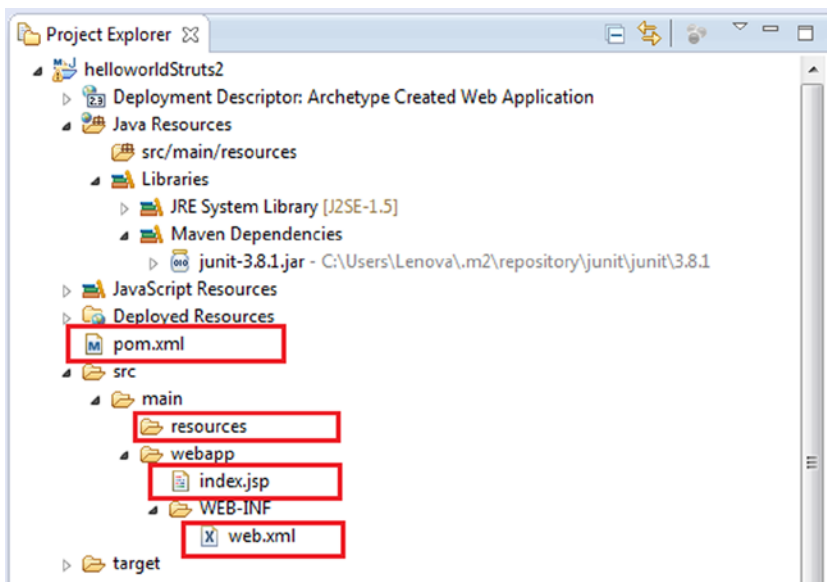 Project Explorer
helloworldStruts2
Deployment Descriptor: Archetype Created Web Application
Java Resources
src/main/resources
Libraries
JRE System Library [J2SE-1.5]
Maven Dependencies
junit-3.8.1.jar - C:\Users\Lenova\.m2\repository\junit\junit\3.8.1
JavaScript Resources
Deployed Resources
pom.xml
src
main
resources
webapp
index.jsp
WEB-INF
web.xml
target